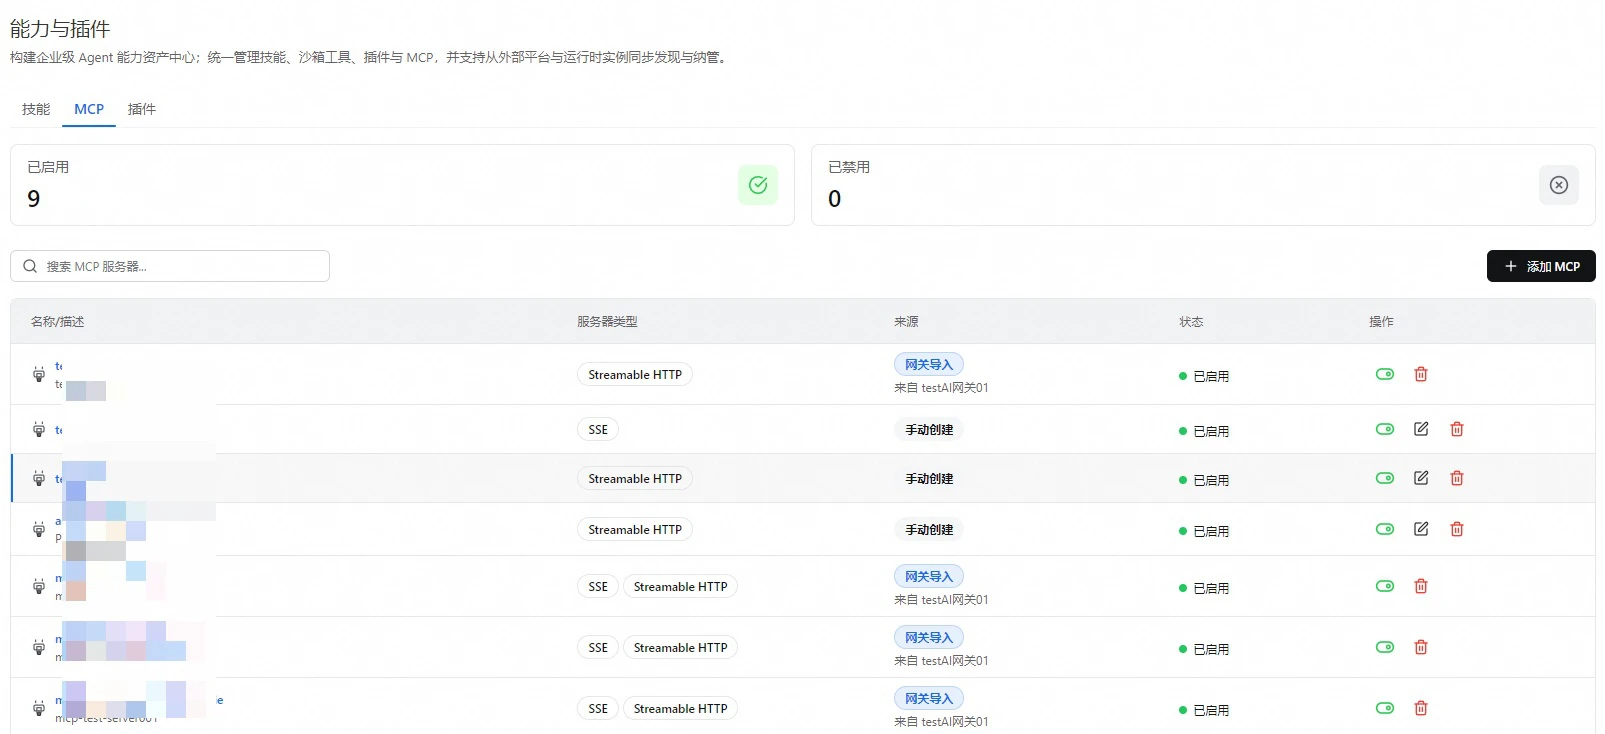 能力与插件
构建企业级 Agent 能力资产中心；统一管理技能、沙箱工具、插件与 MCP，并支持从外部平台与运行时实例同步发现与纳管。
技能 MCP 插件
已启用 已禁用
9 0
搜索 MCP 服务器... 添加 MCP
名称/描述 服务器类型 来源 状态 操作
Streamable HTTP 网关导入 已启用
来自 testAI网关01
SSE 手动创建 已启用
Streamable HTTP 手动创建 已启用
Streamable HTTP 手动创建 已启用
SSE Streamable HTTP 网关导入 已启用
来自 testAI网关01
SSE Streamable HTTP 网关导入 已启用
来自 testAI网关01
SSE Streamable HTTP 网关导入 已启用
mcp-test-server001 来自 testAI网关01